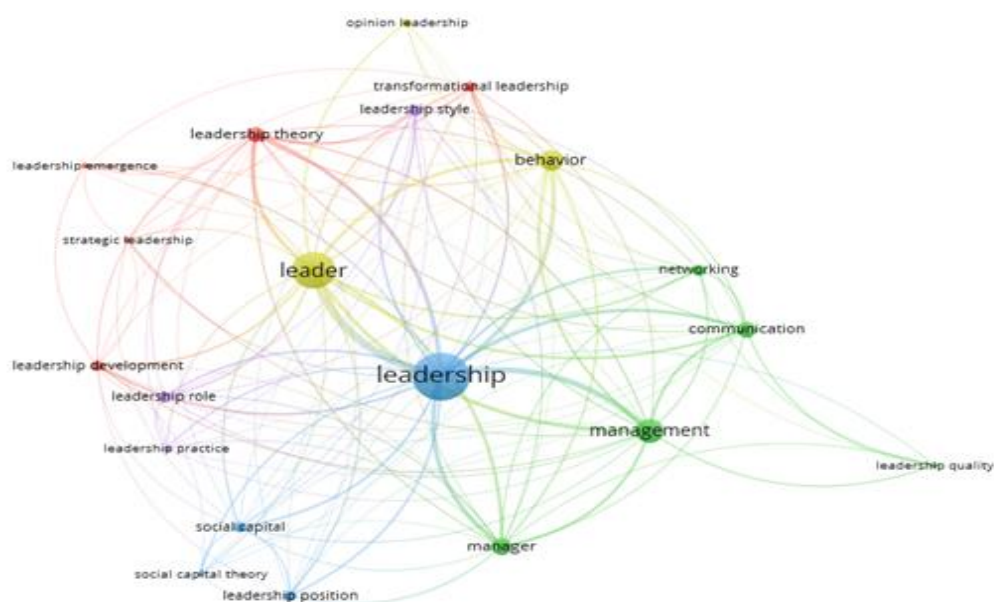 opinion leadership
transformational leadership
leadership style
leadership theory
behavior
leadership emergence
strategic leadership
leader
networking
communication
leadership development
leadership
leadership role
management
leadership practice
leadership quality
social capital
manager
social capital theory
leadership position